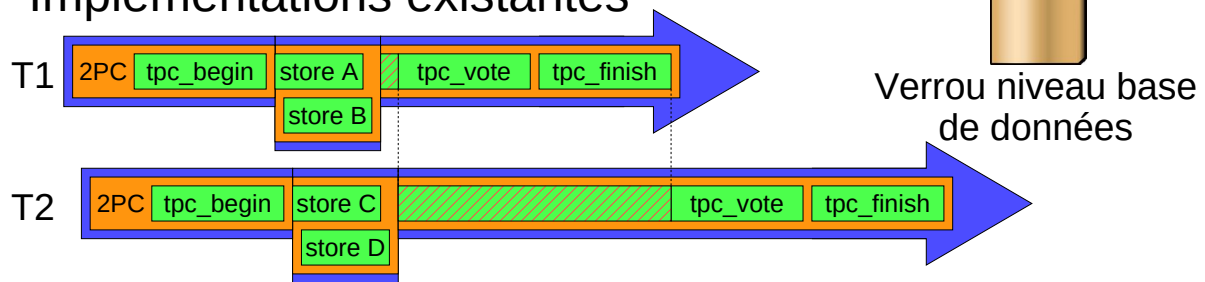 implémentations existantes
T1
2PC
tpc_begin
store A
tpc_vote
tpc_finish
store B
Verrou niveau base
de données
T2
2PC
tpc_begin
store C
tpc_vote
tpc_finish
store D